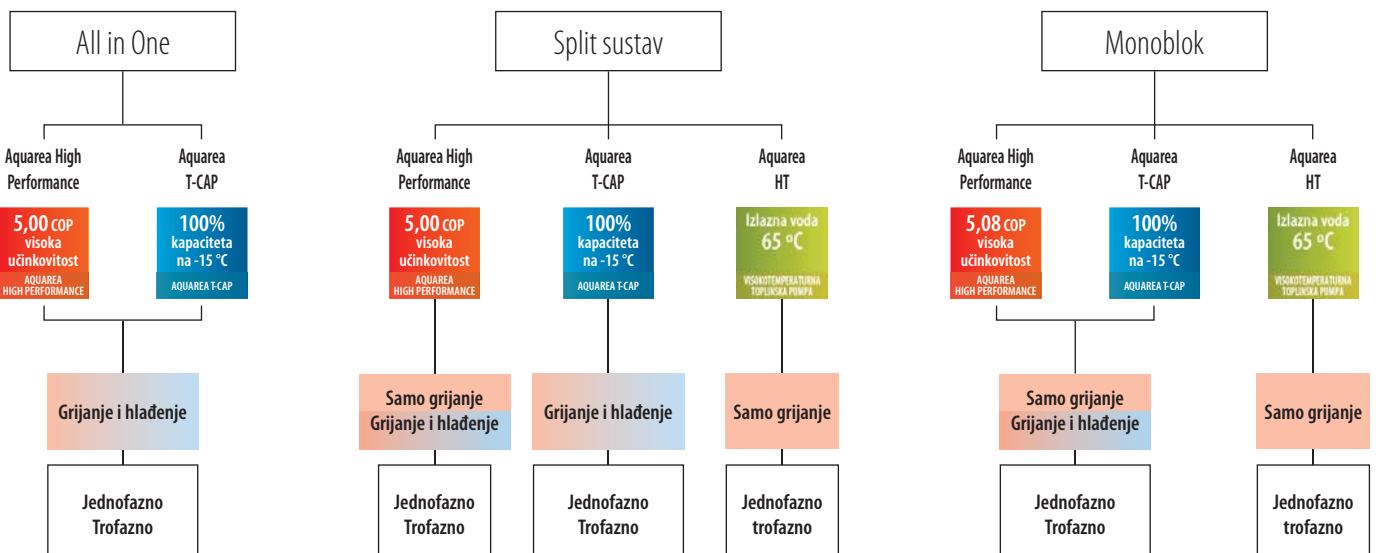 All in One
Aquarea High
Performance
5,00 COP
visoka
učinkovitost
AQUAREA
HIGH PERFORMANCE
Aquarea
T-CAP
100%
kapaciteta
na -15 °C
AQUAREA T-CAP
Grijanje i hlađenje
Jednofazno
Trofazno
Split sustav
Aquarea High
Performance
5,00 COP
visoka
učinkovitost
AQUAREA
HIGH PERFORMANCE
Samo grijanje
Grijanje i hlađenje
Jednofazno
Trofazno
Aquarea
T-CAP
100%
kapaciteta
na -15 °C
AQUAREA T-CAP
Grijanje i hlađenje
Jednofazno
Trofazno
Aquarea
HT
Izlazna voda
65 ºC
VISOKOTEMPERATURNA
TOPLINSKA PUMPA
Samo grijanje
Jednofazno
trofazno
Monoblok
Aquarea High
Performance
5,08 COP
visoka
učinkovitost
AQUAREA
HIGH PERFORMANCE
Aquarea
T-CAP
100%
kapaciteta
na -15 °C
AQUAREA T-CAP
Samo grijanje
Grijanje i hlađenje
Jednofazno
Trofazno
Aquarea
HT
Izlazna voda
65 ºC
VISOKOTEMPERATURNA
TOPLINSKA PUMPA
Samo grijanje
Jednofazno
trofazno